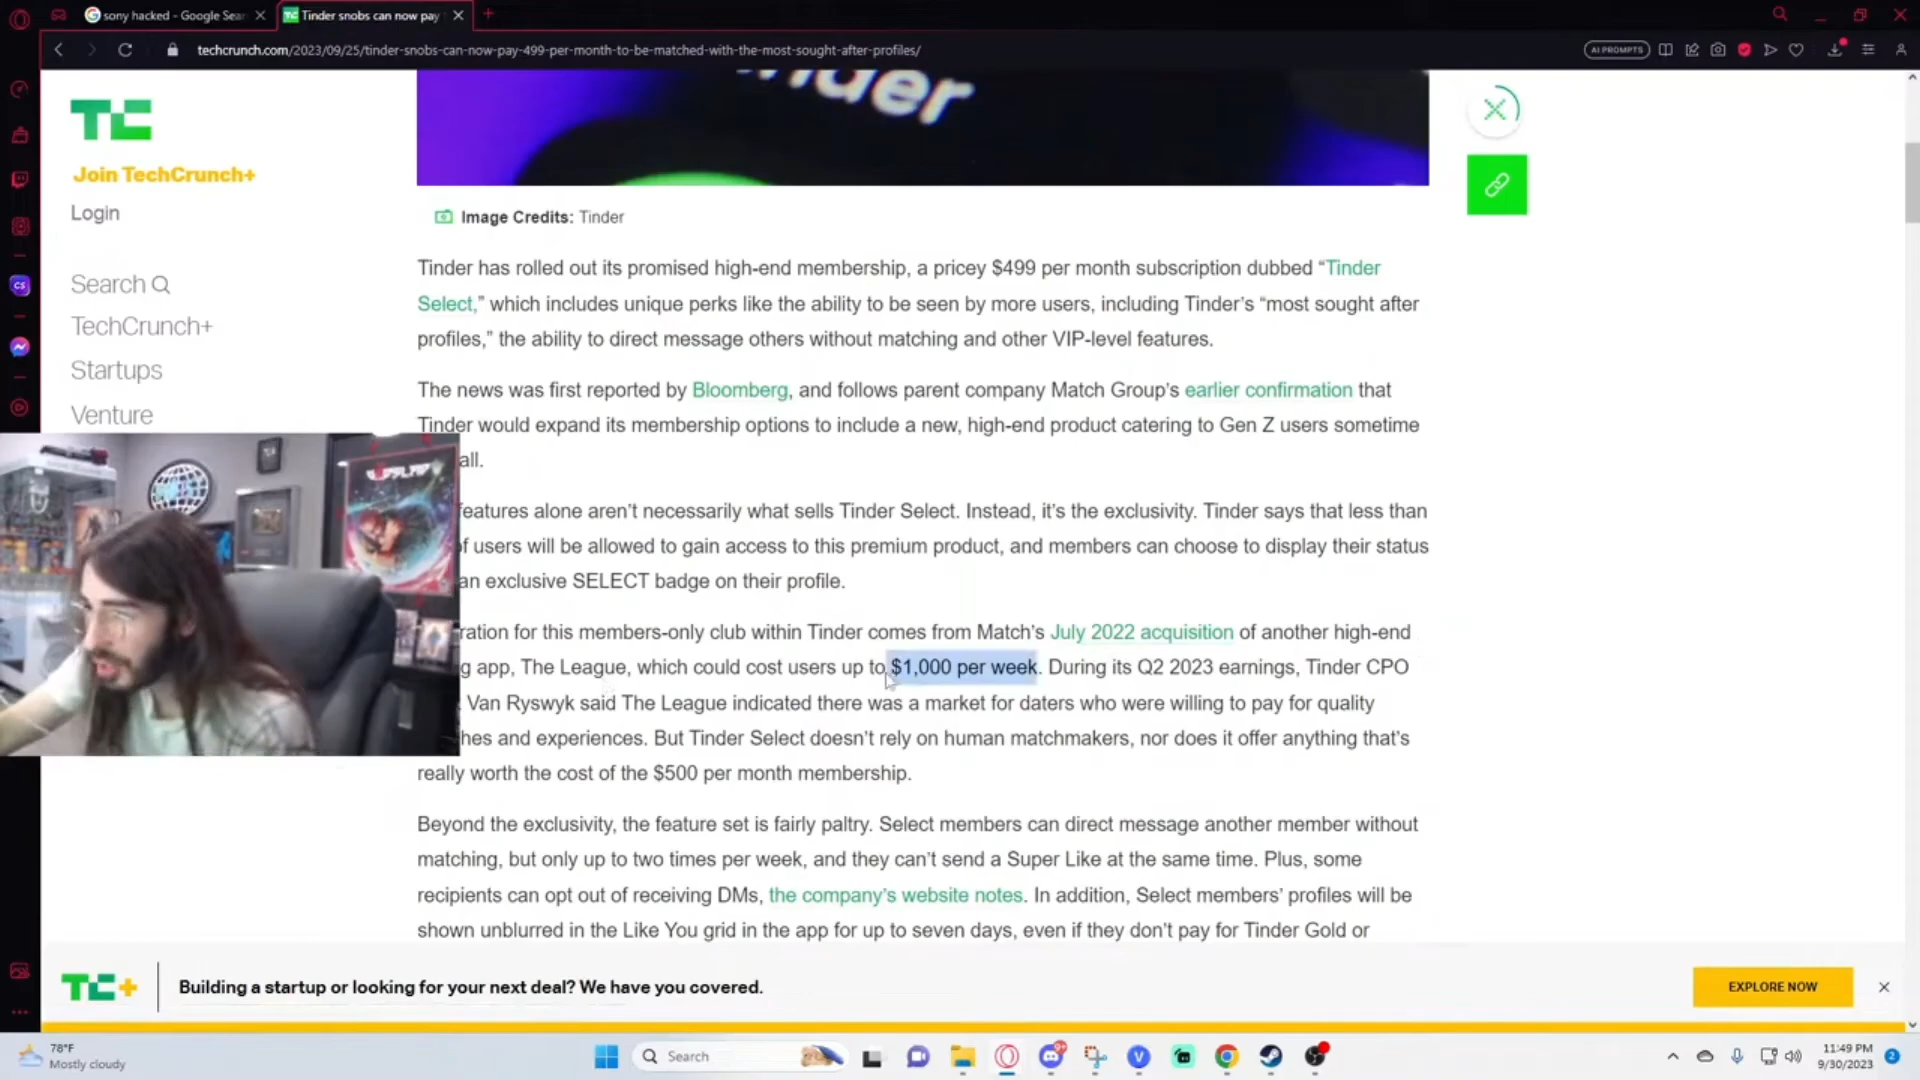 sony hacked - Google Sear
Tinder snobs can now pay
techcrunch.com/2023/09/25/tinder-snobs-can-now-pay-499-per-month-to-be-matched-with-the-most-sought-after-profiles/
AI PROMPTS
TC
Join TechCrunch+
Login
Search
TechCrunch+
Startups
Venture
Image Credits: Tinder
Tinder has rolled out its promised high-end membership, a pricey $499 per month subscription dubbed “Tinder
Select,” which includes unique perks like the ability to be seen by more users, including Tinder’s “most sought after
profiles,” the ability to direct message others without matching and other VIP-level features.
The news was first reported by Bloomberg, and follows parent company Match Group’s earlier confirmation that
Tinder would expand its membership options to include a new, high-end product catering to Gen Z users sometime
all.
features alone aren’t necessarily what sells Tinder Select. Instead, it’s the exclusivity. Tinder says that less than
of users will be allowed to gain access to this premium product, and members can choose to display their status
an exclusive SELECT badge on their profile.
ration for this members-only club within Tinder comes from Match’s July 2022 acquisition of another high-end
g app, The League, which could cost users up to $1,000 per week. During its Q2 2023 earnings, Tinder CPO
Van Ryswyk said The League indicated there was a market for daters who were willing to pay for quality
hes and experiences. But Tinder Select doesn’t rely on human matchmakers, nor does it offer anything that’s
really worth the cost of the $500 per month membership.
Beyond the exclusivity, the feature set is fairly paltry. Select members can direct message another member without
matching, but only up to two times per week, and they can’t send a Super Like at the same time. Plus, some
recipients can opt out of receiving DMs, the company’s website notes. In addition, Select members’ profiles will be
shown unblurred in the Like You grid in the app for up to seven days, even if they don’t pay for Tinder Gold or
TC+
Building a startup or looking for your next deal? We have you covered.
EXPLORE NOW
78°F
Mostly cloudy
Search
11:49 PM
9/30/2023
2